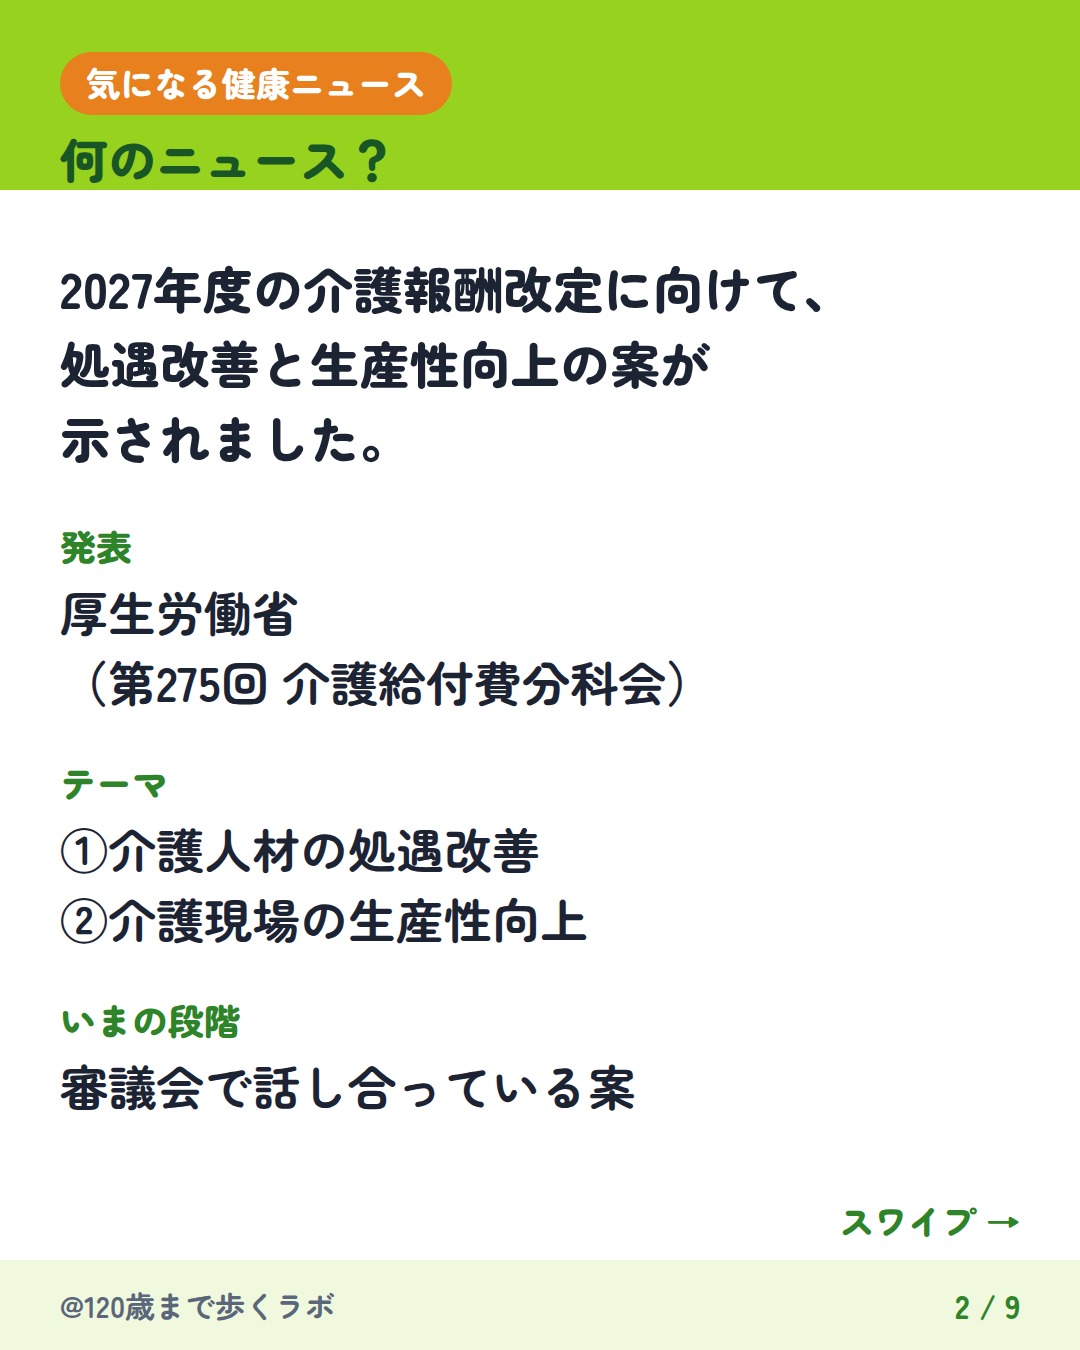 気になる健康ニュース
何のニュース？
2027年度の介護報酬改定に向けて、
処遇改善と生産性向上の案が
示されました。
発表
厚生労働省
（第275回 介護給付費分科会）
テーマ
①介護人材の処遇改善
②介護現場の生産性向上
いまの段階
審議会で話し合っている案
スワイプ →
@120歳まで歩くラボ
2 / 9